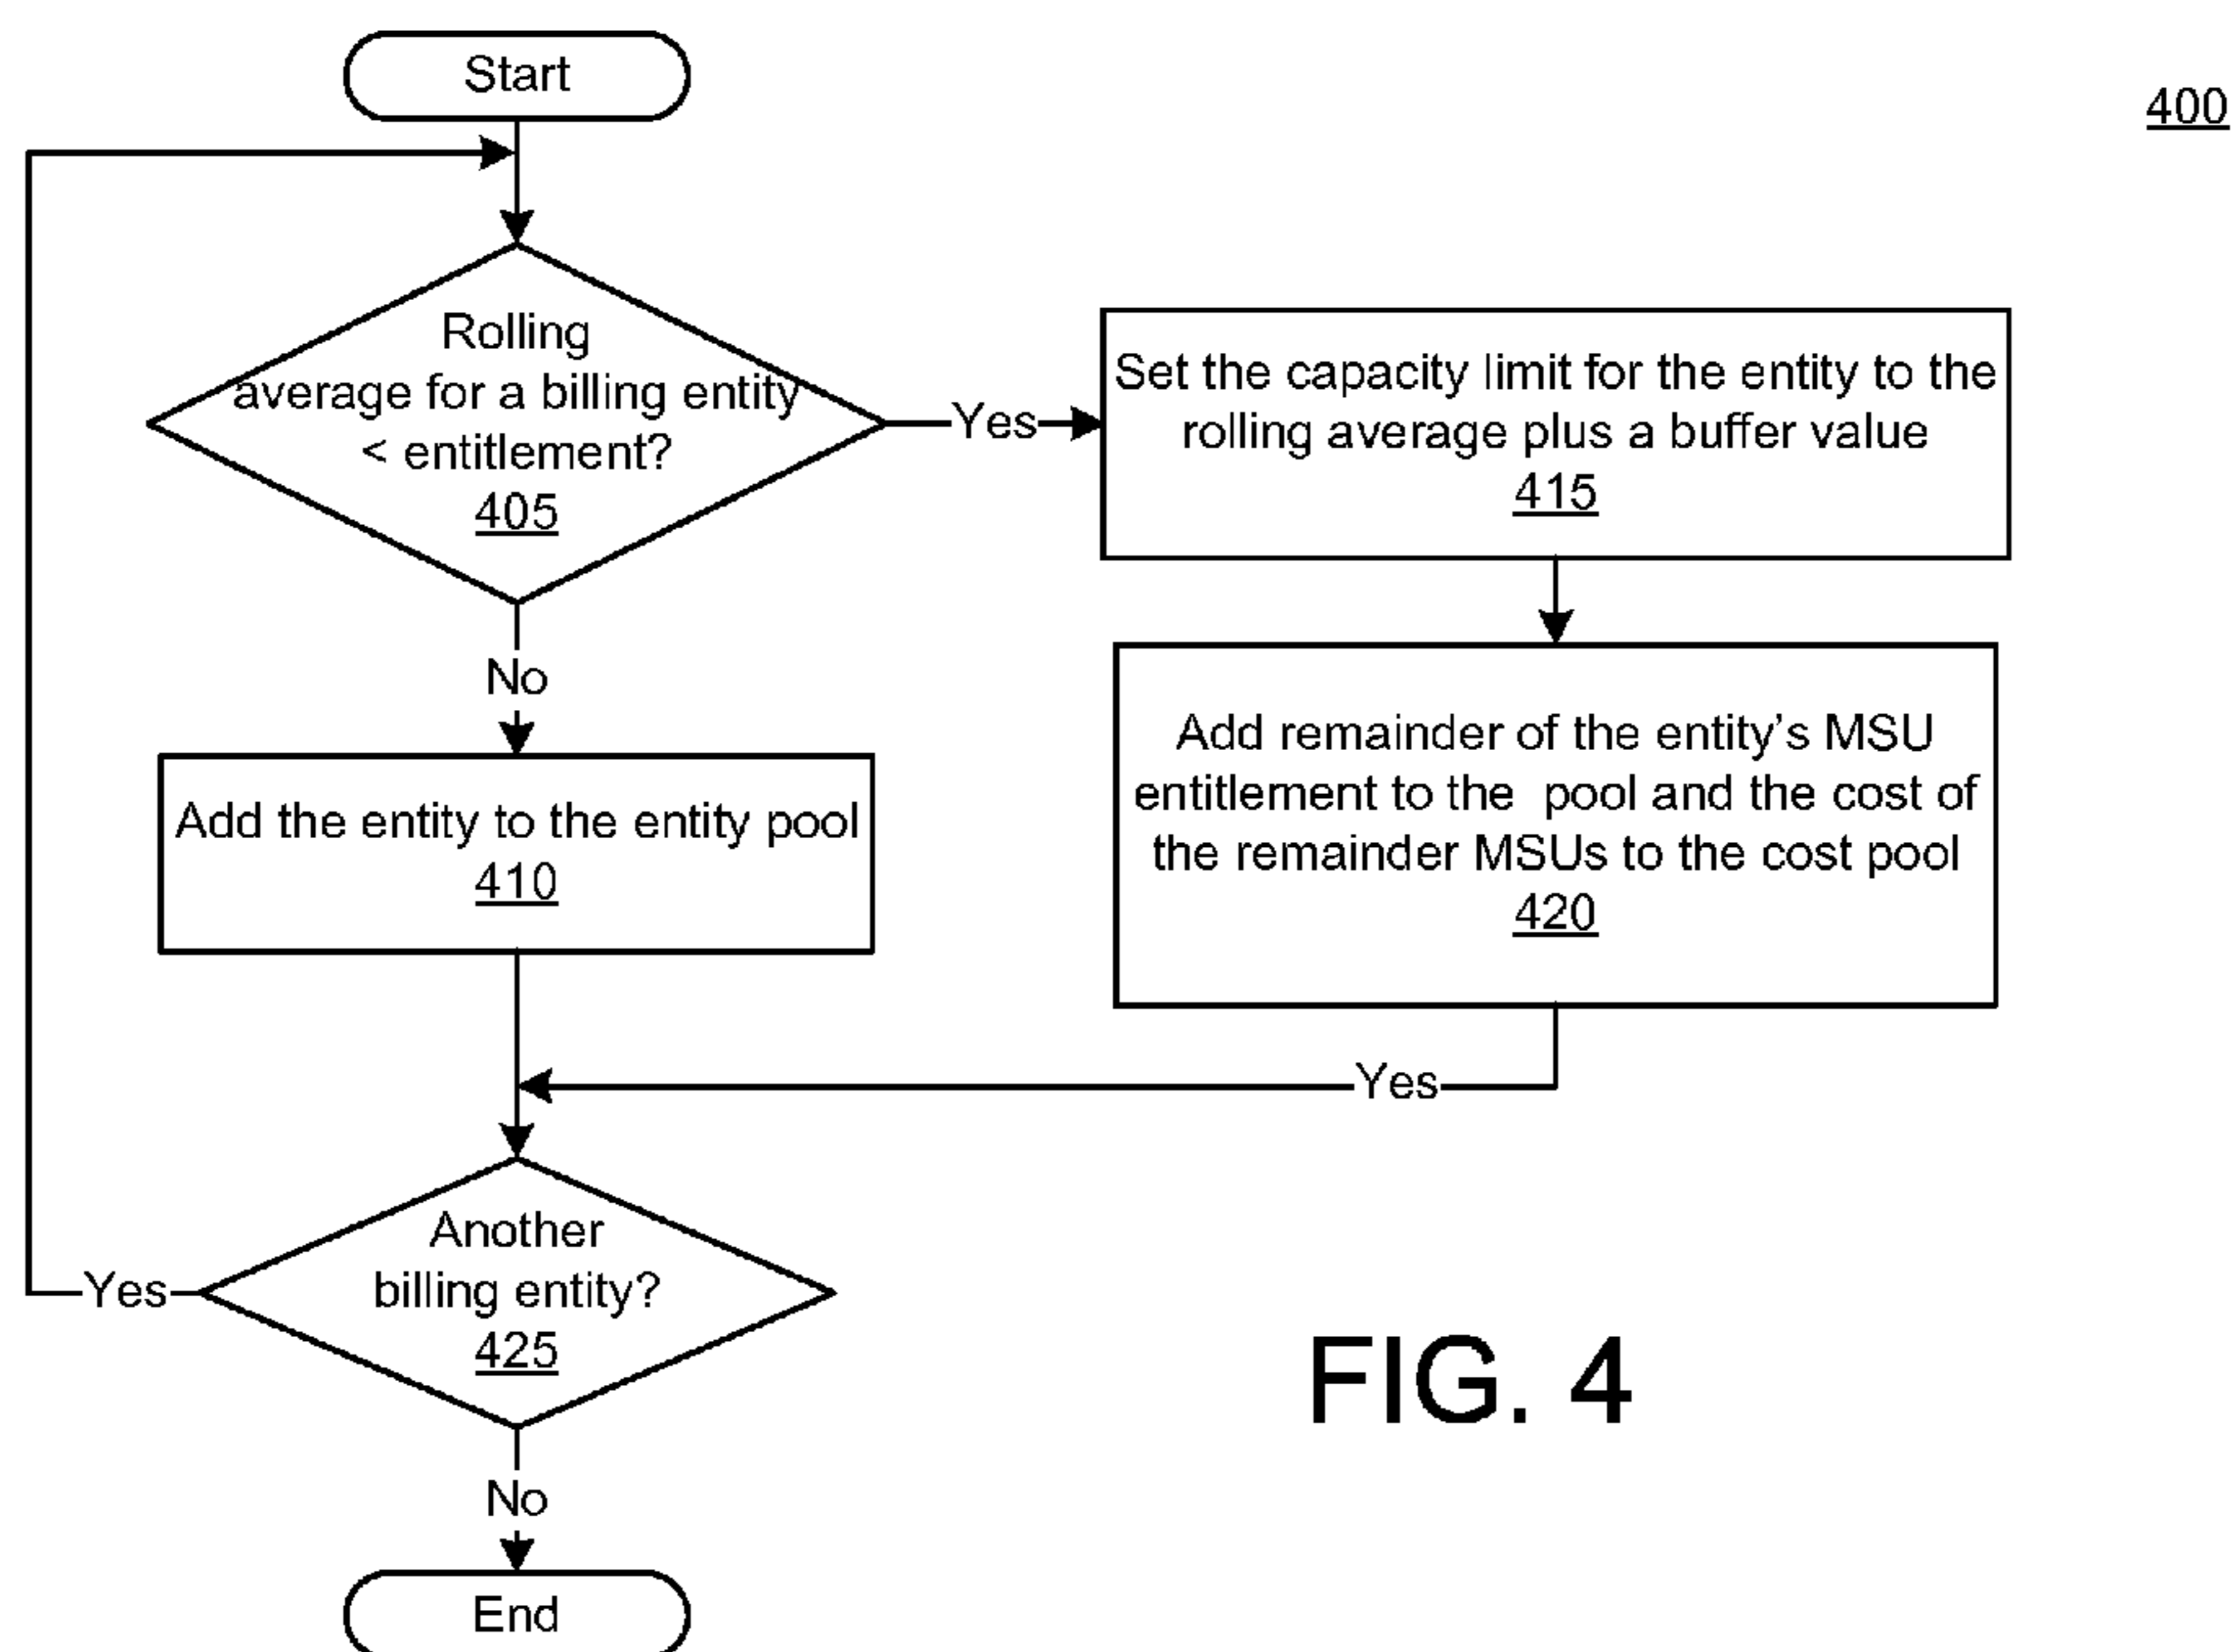 Start
400
Rolling
average for a billing entity
< entitlement?
405
Yes
Set the capacity limit for the entity to the
rolling average plus a buffer value
415
No
Add the entity to the entity pool
410
Add remainder of the entity's MSU
entitlement to the pool and the cost of
the remainder MSUs to the cost pool
420
Yes
Another
billing entity?
425
Yes
No
End
FIG. 4